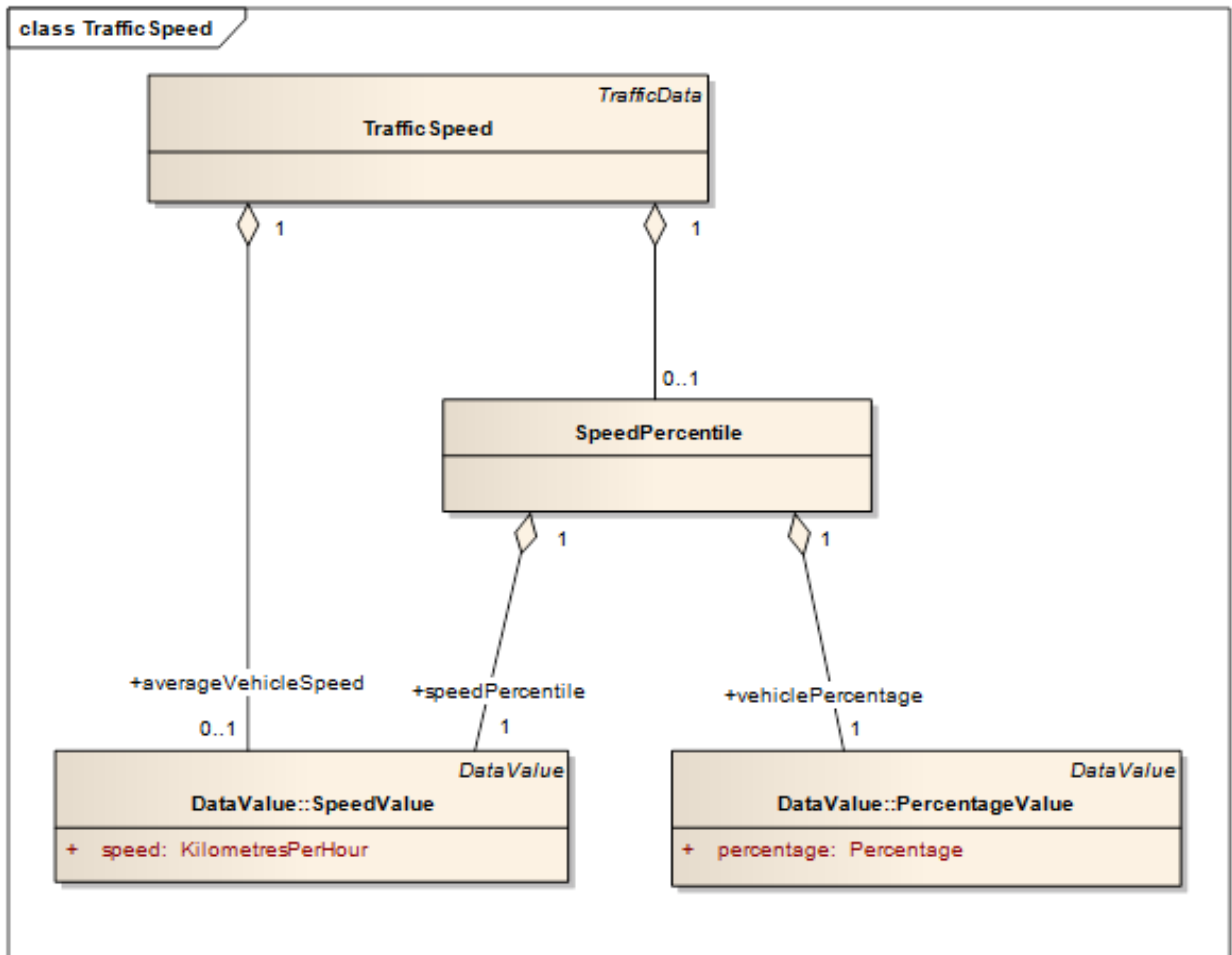 class TrafficSpeed
TrafficData
TrafficSpeed
1
1
0..1
SpeedPercentile
1
1
+averageVehicleSpeed
+speedPercentile
+vehiclePercentage
0..1
1
1
DataValue
DataValue::SpeedValue
+ speed: KilometresPerHour
DataValue
DataValue::PercentageValue
+ percentage: Percentage